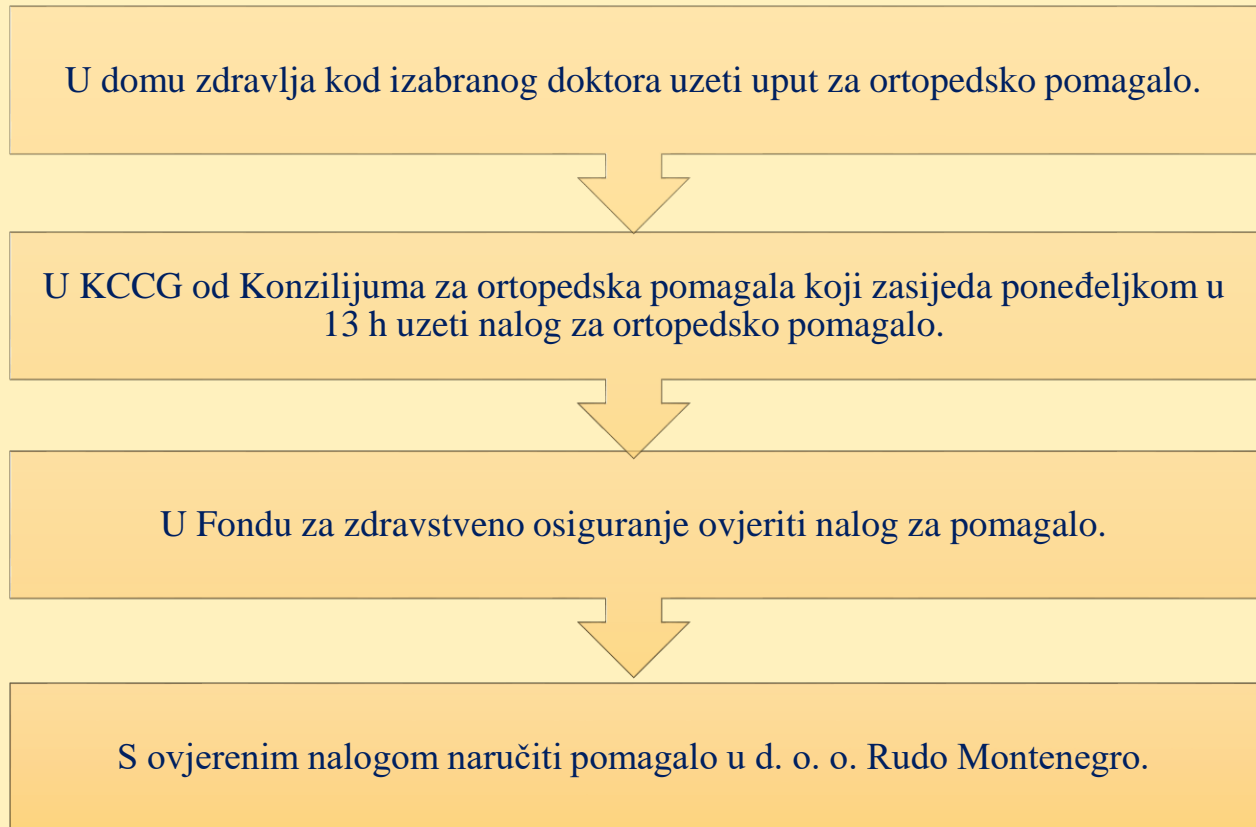 U domu zdravlja kod izabranog doktora uzeti uput za ortopedsko pomagalo.
U KCCG od Konzilijuma za ortopedska pomagala koji zasijeda poneđeljkom u
13 h uzeti nalog za ortopedsko pomagalo.
U Fondu za zdravstveno osiguranje ovjeriti nalog za pomagalo.
S ovjerenim nalogom naručiti pomagalo u d. o. o. Rudo Montenegro.